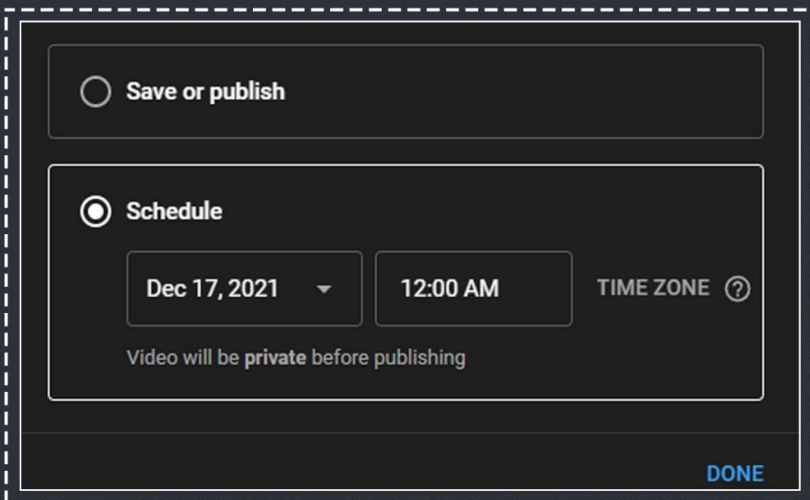 Save or publish
Schedule
Dec 17, 2021
12:00 AM
TIME ZONE
Video will be private before publishing
DONE